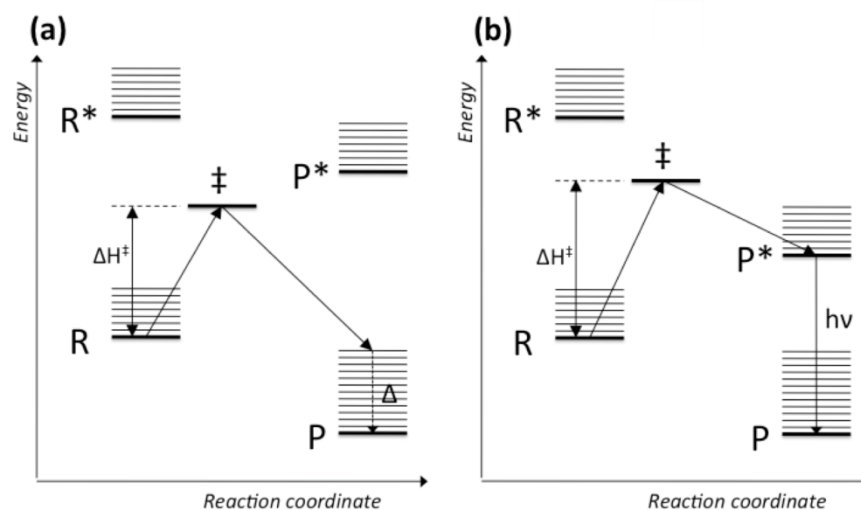 (a)
Energy
R*
‡
P*
ΔH‡
R
Δ
P
Reaction coordinate
(b)
Energy
R*
‡
P*
ΔH‡
R
hν
P
Reaction coordinate